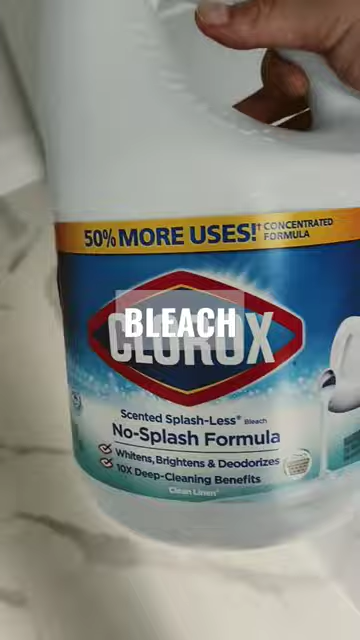 50% MORE USES!† CONCENTRATED FORMULA
CLOROX
BLEACH
Scented Splash-Less® Bleach
No-Splash Formula
Whitens, Brightens & Deodorizes
10X Deep-Cleaning Benefits
Clean Linen®